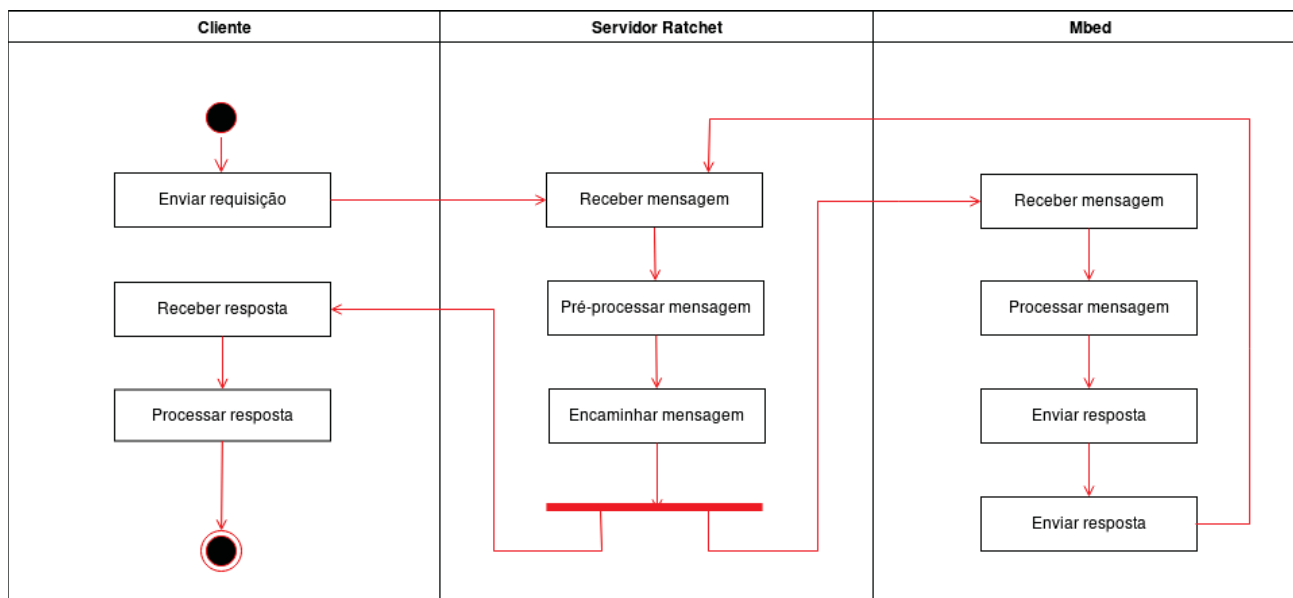 Cliente
Servidor Ratchet
Mbed
Enviar requisição
Receber mensagem
Receber mensagem
Receber resposta
Pré-processar mensagem
Processar mensagem
Processar resposta
Encaminhar mensagem
Enviar resposta
Enviar resposta